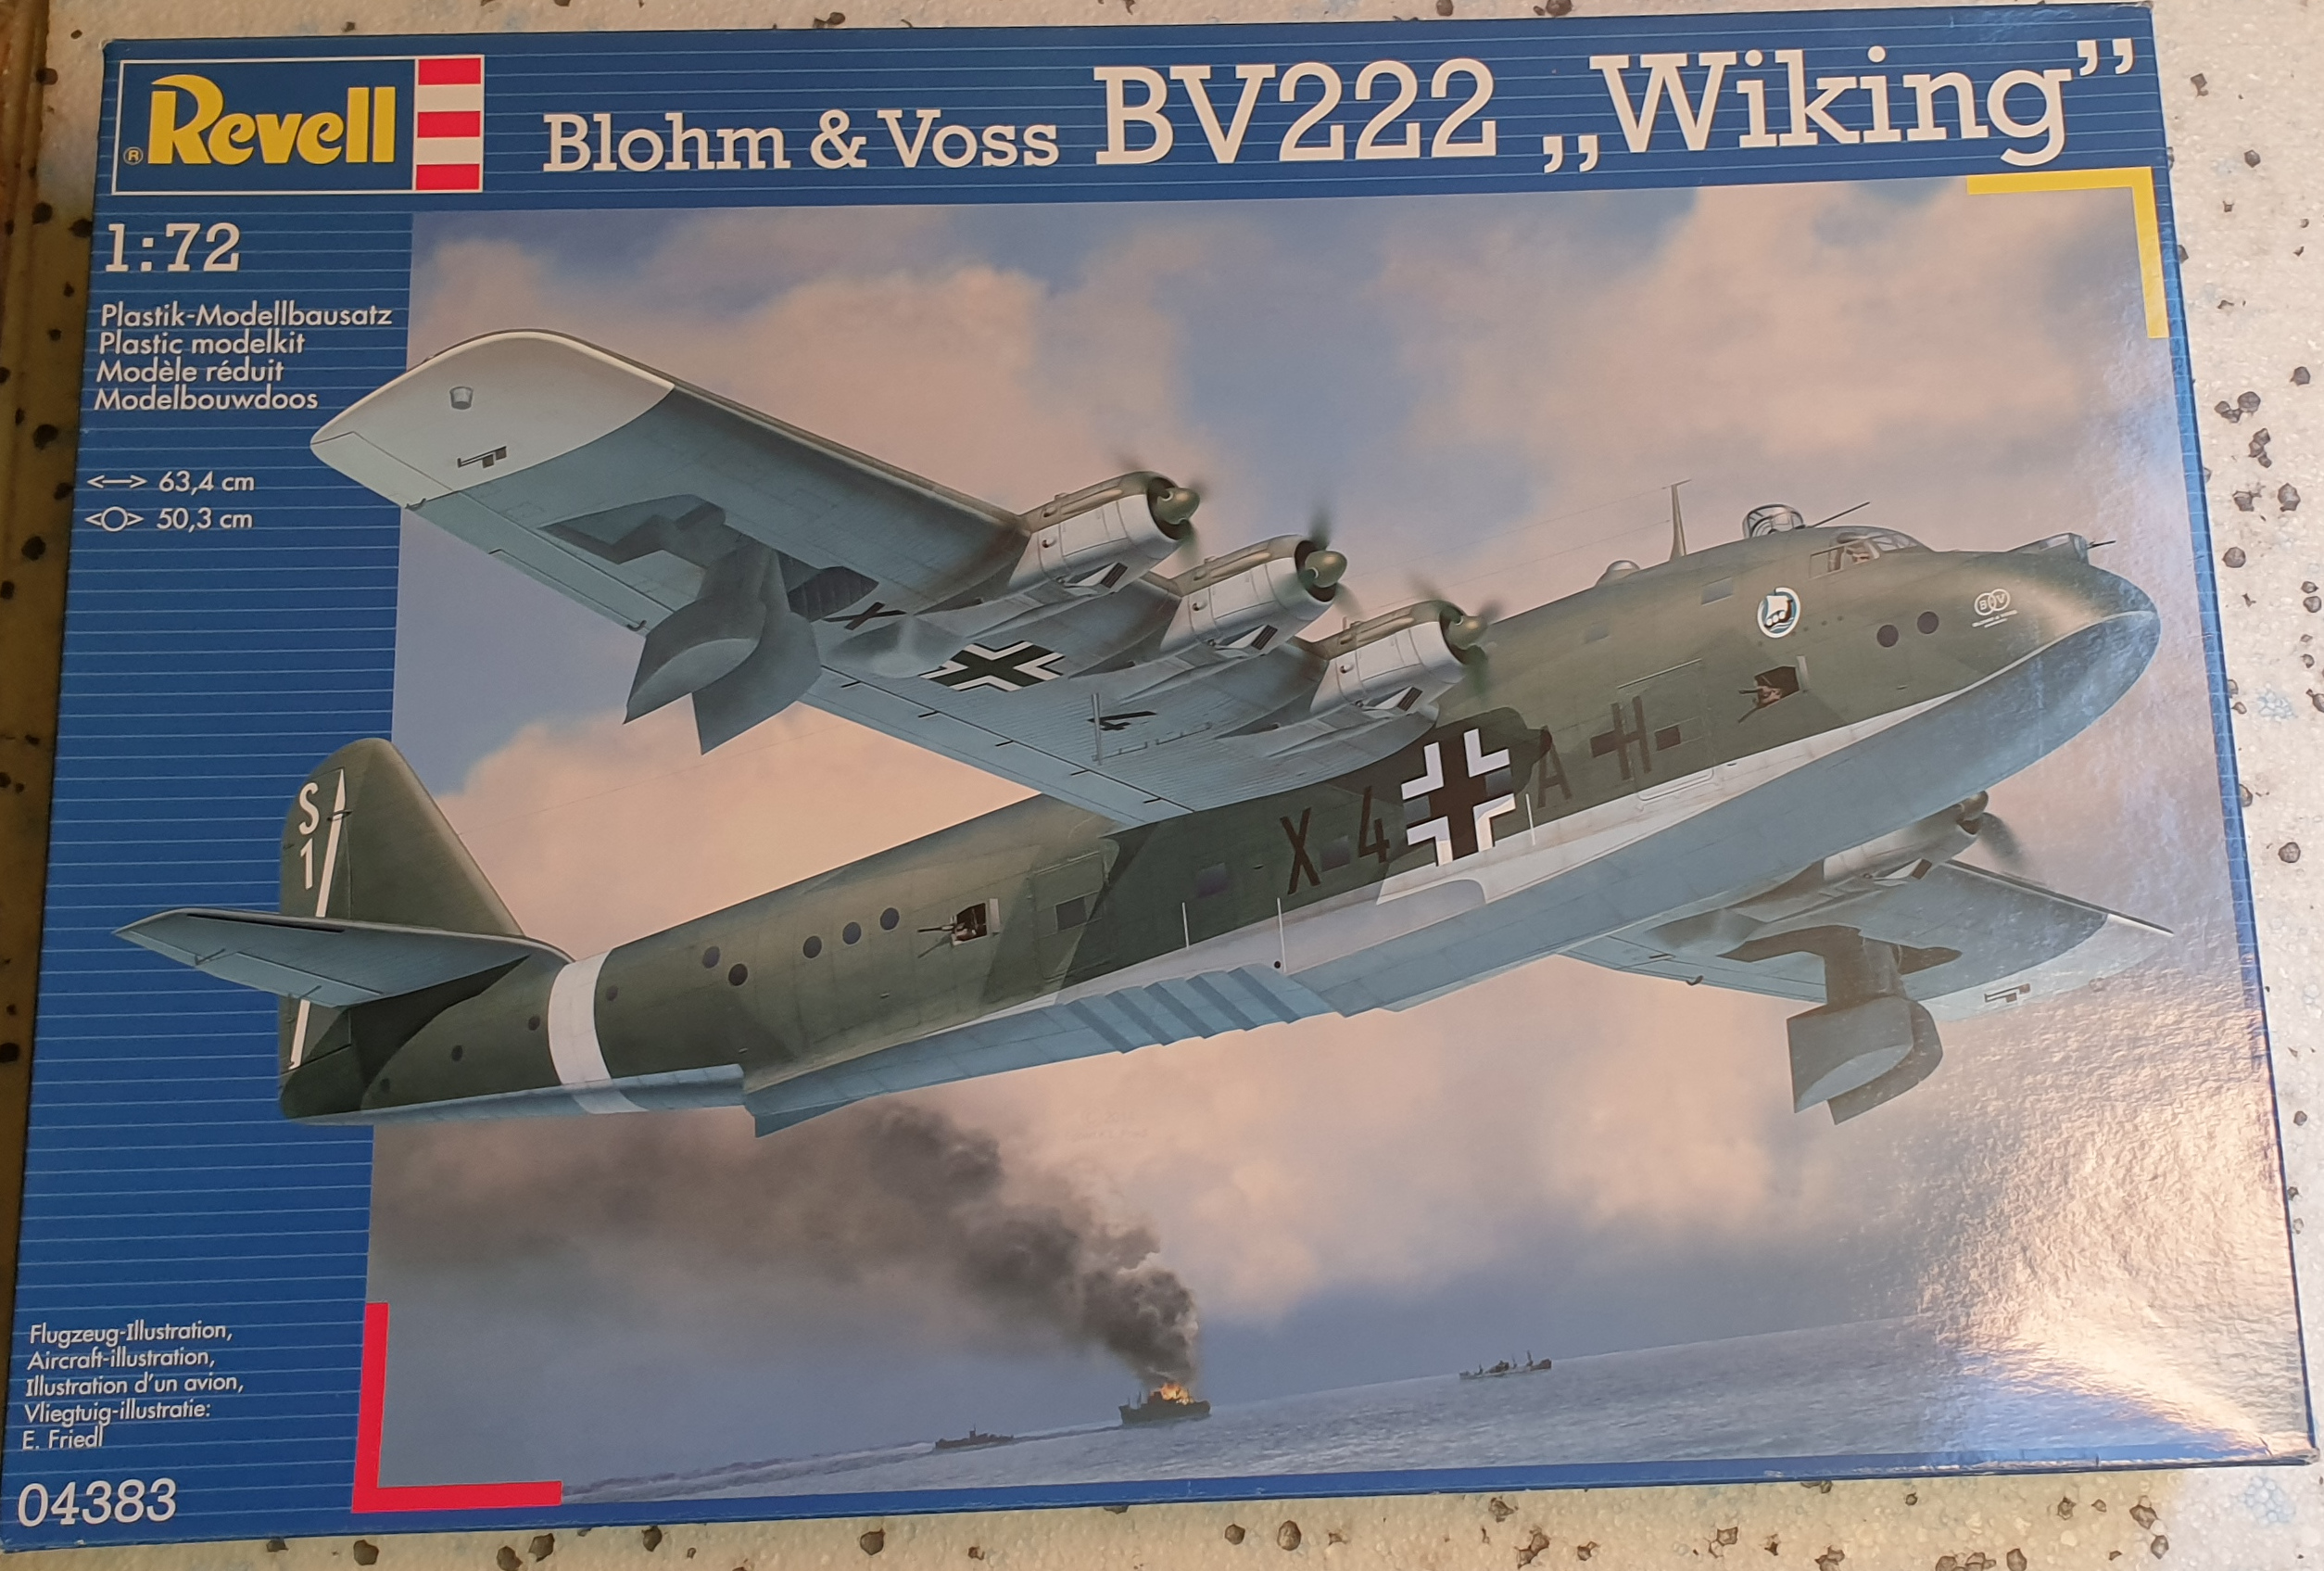 Revell
®
Blohm & Voss BV222 „Wiking”
1:72
Plastik-Modellbausatz
Plastic modelkit
Modèle réduit
Modelbouwdoos
63,4 cm
50,3 cm
S
1
X
4
X 4 A H
B V
Flugzeug-Illustration,
Aircraft-illustration,
Illustration d'un avion,
Vliegtuig-illustratie:
E. Friedl
04383